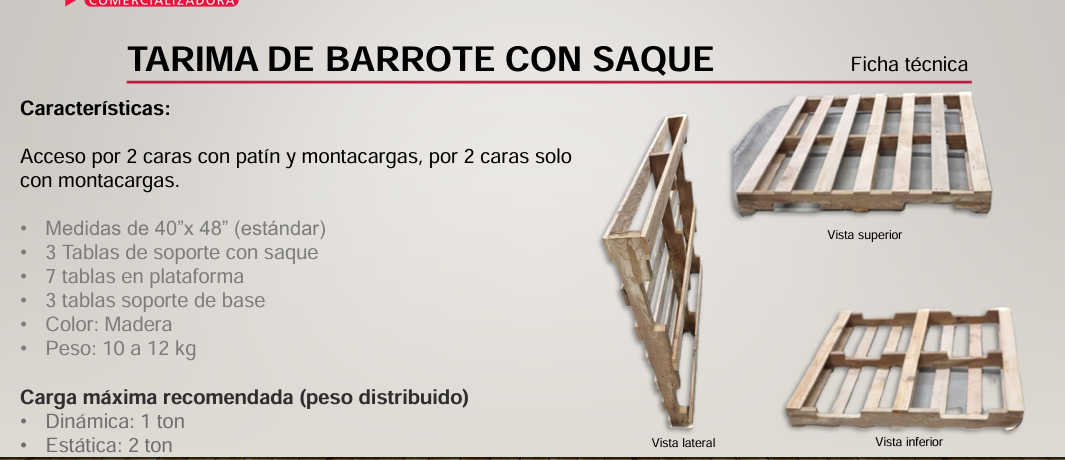 COMERCIALIZADORA
TARIMA DE BARROTE CON SAQUE
Ficha técnica
Características:
Acceso por 2 caras con patín y montacargas, por 2 caras solo
con montacargas.
• Medidas de 40”x 48” (estándar)
• 3 Tablas de soporte con saque
• 7 tablas en plataforma
• 3 tablas soporte de base
• Color: Madera
• Peso: 10 a 12 kg
Carga máxima recomendada (peso distribuido)
• Dinámica: 1 ton
• Estática: 2 ton
Vista superior
Vista lateral
Vista inferior